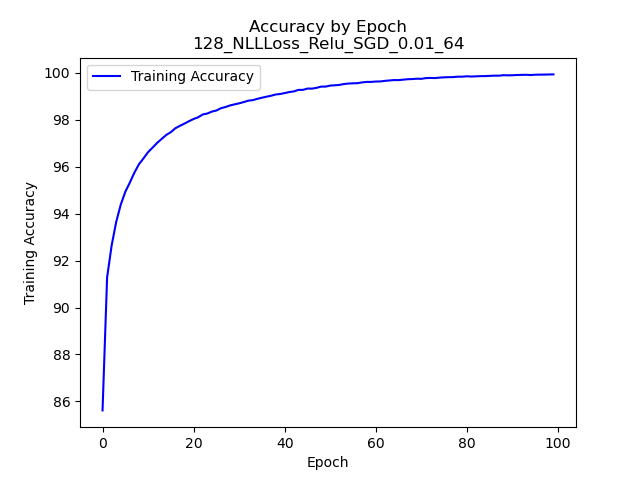 Accuracy by Epoch
128_NLLLoss_Relu_SGD_0.01_64
Training Accuracy
100
98
96
94
92
90
88
86
Training Accuracy
0 20 40 60 80 100
Epoch